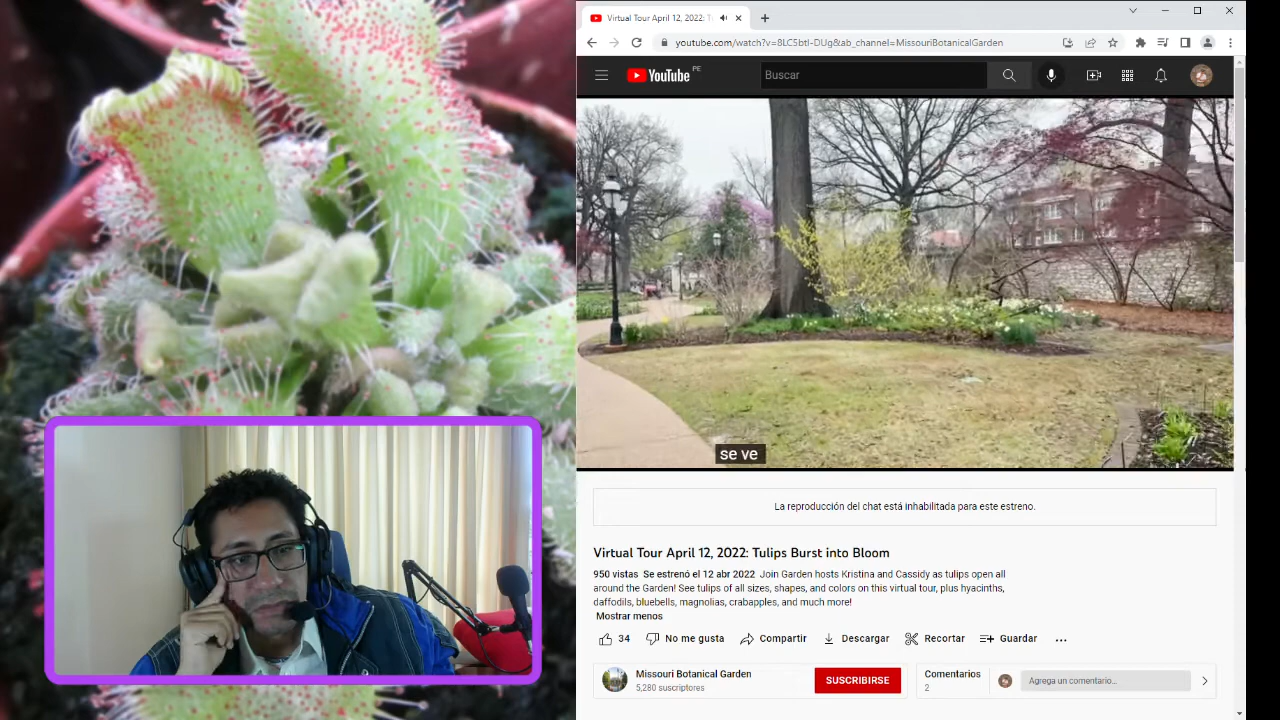 Virtual Tour April 12, 2022: T
youtube.com/watch?v=8LC5btI-DUg&ab_channel=MissouriBotanicalGarden
YouTube PE
Buscar
se ve
La reproducción del chat está inhabilitada para este estreno.
Virtual Tour April 12, 2022: Tulips Burst into Bloom
950 vistas Se estrenó el 12 abr 2022 Join Garden hosts Kristina and Cassidy as tulips open all
around the Garden! See tulips of all sizes, shapes, and colors on this virtual tour, plus hyacinths,
daffodils, bluebells, magnolias, crabapples, and much more!
Mostrar menos
34 No me gusta Compartir Descargar Recortar Guardar
Missouri Botanical Garden
5,280 suscriptores
SUSCRIBIRSE
Comentarios
2
Agrega un comentario...